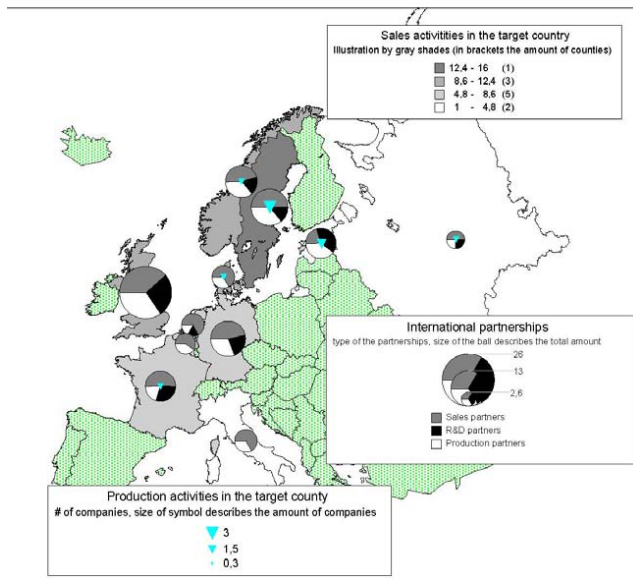 Sales activitities in the target country
Illustration by gray shades (in brackets the amount of counties)
12,4 - 16 (1)
8,6 - 12,4 (3)
4,8 - 8,6 (5)
1 - 4,8 (2)
International partnerships
type of the partnerships, size of the ball describes the total amount
26
13
2,6
Sales partners
R&D partners
Production partners
Production activities in the target county
# of companies, size of symbol describes the amount of companies
3
1,5
0,3